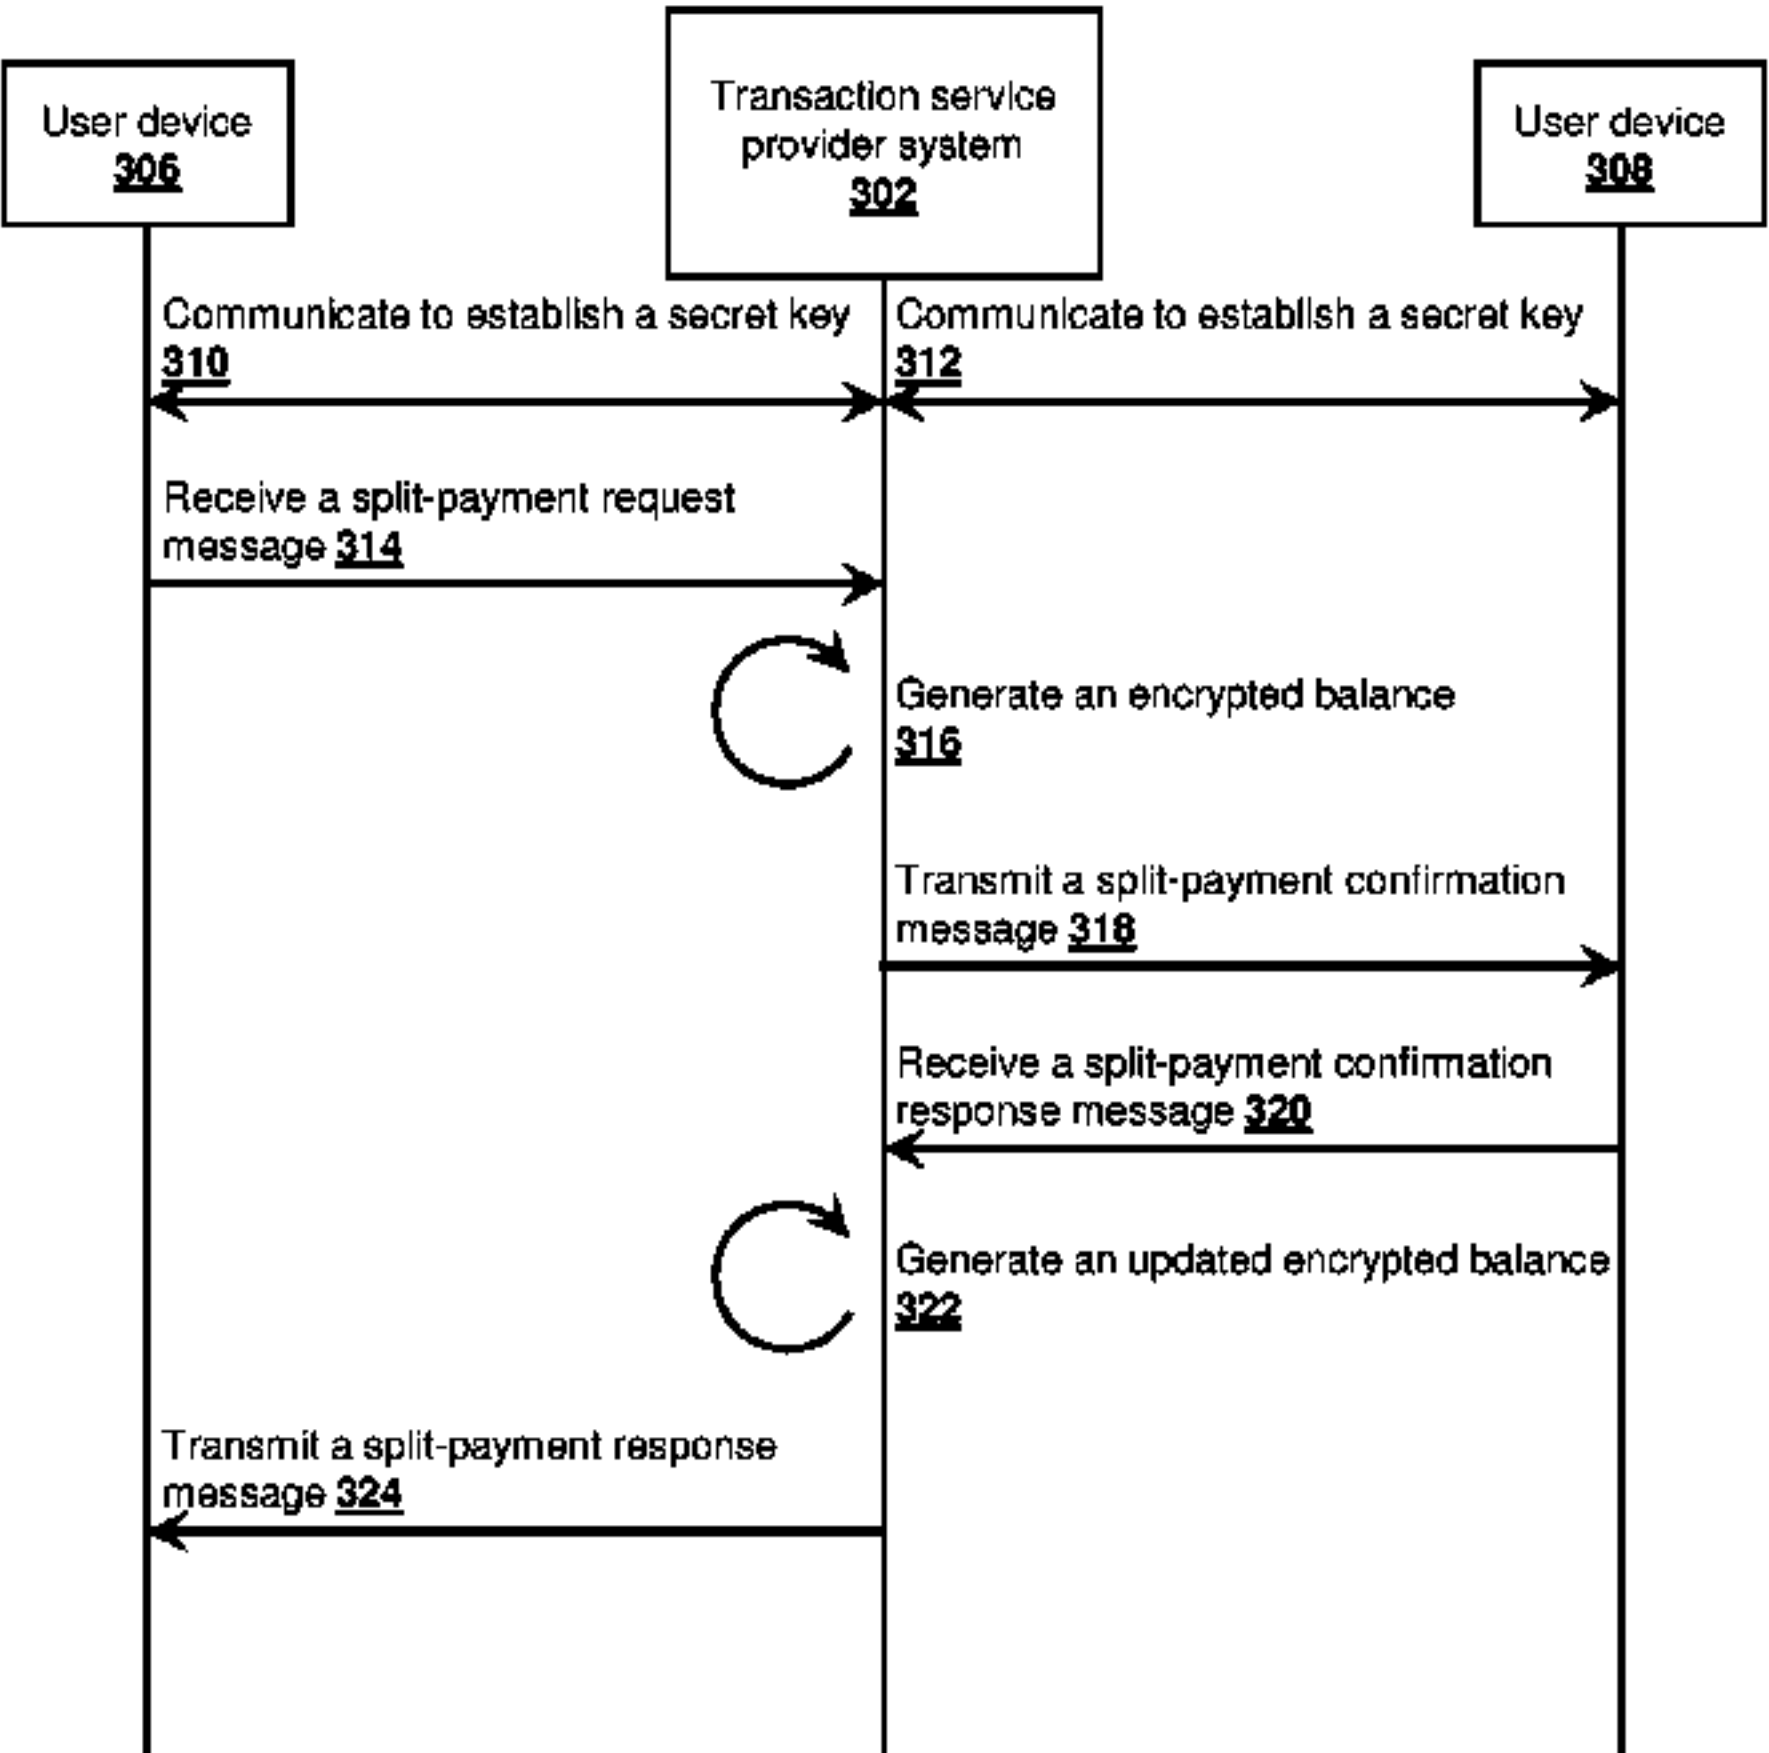 User device
306
Transaction service
provider system
302
User device
308
Communicate to establish a secret key
310
Communicate to establish a secret key
312
Receive a split-payment request
message 314
Generate an encrypted balance
316
Transmit a split-payment confirmation
message 318
Receive a split-payment confirmation
response message 320
Generate an updated encrypted balance
322
Transmit a split-payment response
message 324